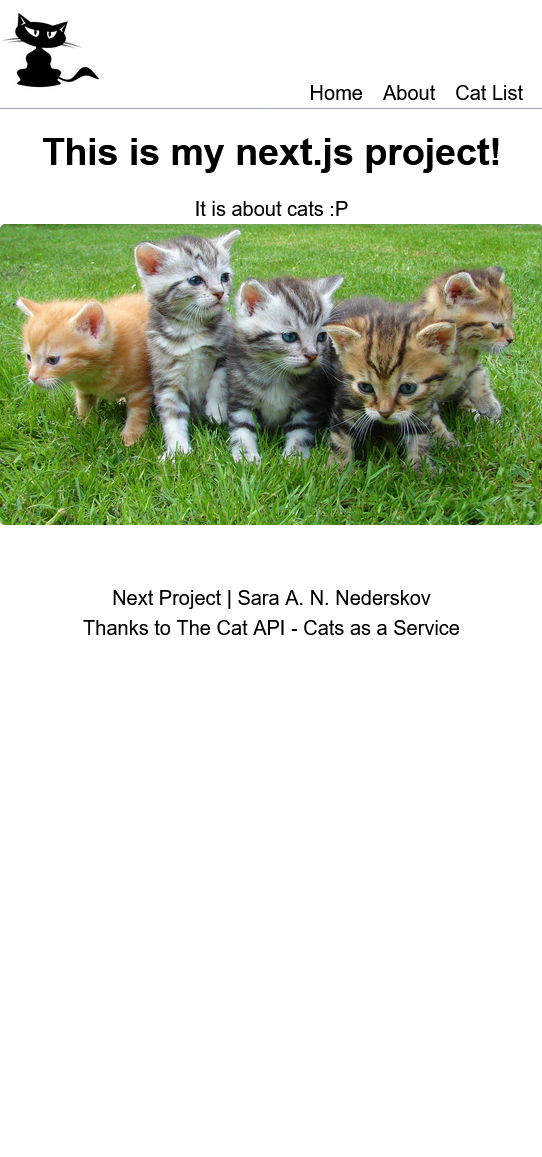 Home About Cat List
This is my next.js project!
It is about cats :P
Next Project | Sara A. N. Nederskov
Thanks to The Cat API - Cats as a Service